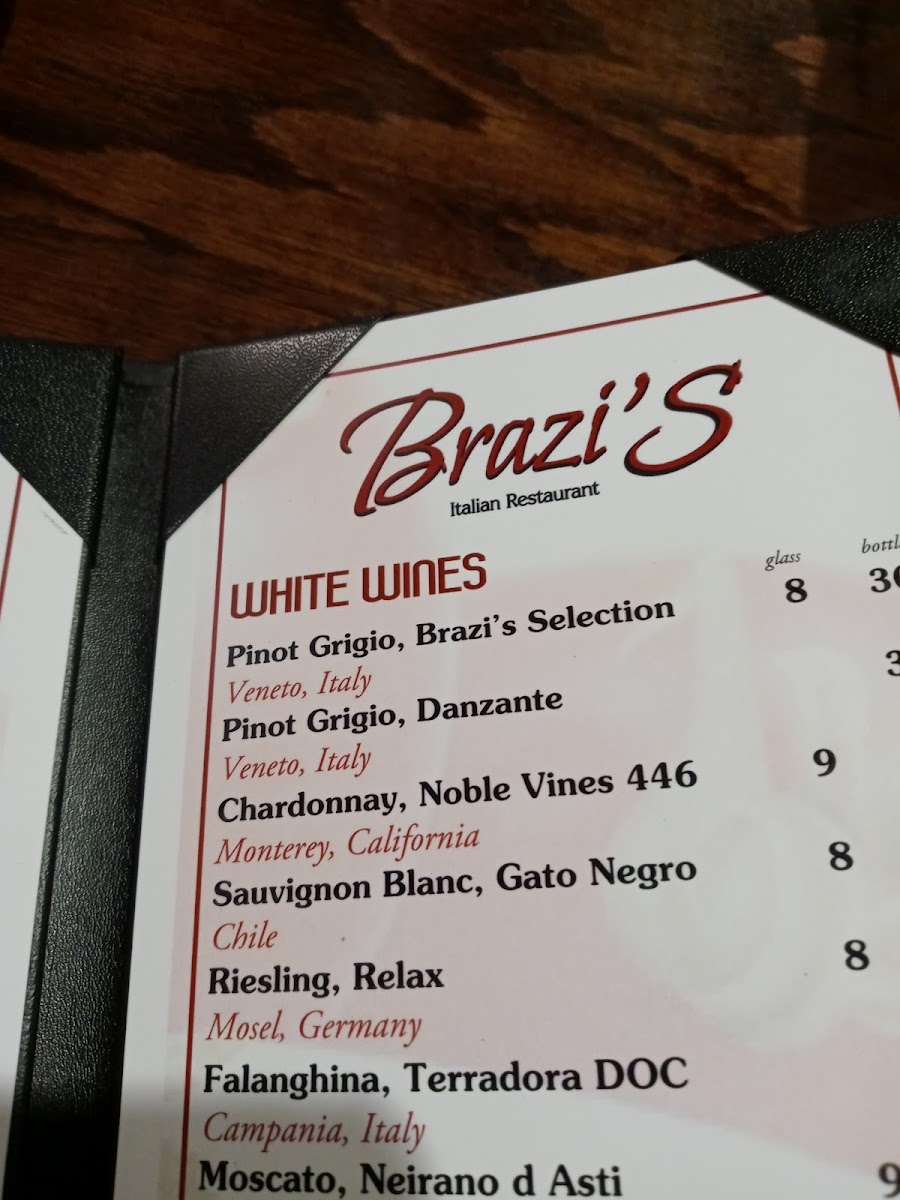 Brazi'S
Italian Restaurant
glass
WHITE WINES
Pinot Grigio, Brazi's Selection 8
Veneto, Italy
Pinot Grigio, Danzante
Veneto, Italy
Chardonnay, Noble Vines 446 9
Monterey, California
Sauvignon Blanc, Gato Negro 8
Chile
Riesling, Relax 8
Mosel, Germany
Falanghina, Terradora DOC
Campania, Italy
Moscato, Neirano d Asti 9